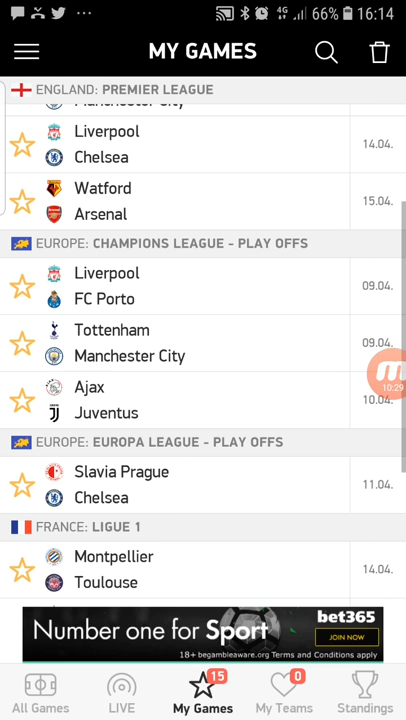 4G 66% 16:14
MY GAMES
ENGLAND: PREMIER LEAGUE
Manchester City
Liverpool
Chelsea
14.04.
Watford
Arsenal
15.04.
EUROPE: CHAMPIONS LEAGUE - PLAY OFFS
Liverpool
FC Porto
09.04.
Tottenham
Manchester City
09.04.
10:29
Ajax
Juventus
10.04.
EUROPE: EUROPA LEAGUE - PLAY OFFS
Slavia Prague
Chelsea
11.04.
FRANCE: LIGUE 1
Montpellier
Toulouse
14.04.
Number one for Sport
bet365
JOIN NOW
18+ begambleaware.org Terms and Conditions apply
15 0
All Games LIVE My Games My Teams Standings